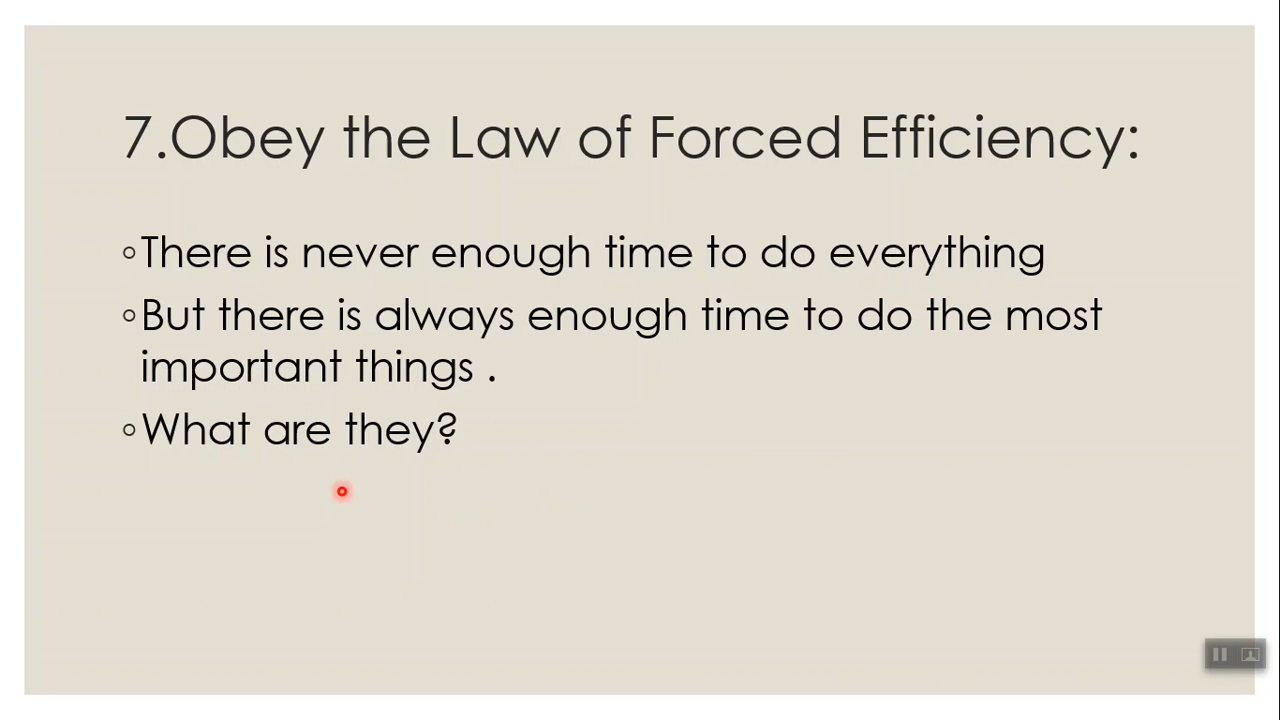 7.Obey the Law of Forced Efficiency:
◦There is never enough time to do everything
◦But there is always enough time to do the most
important things .
◦What are they?